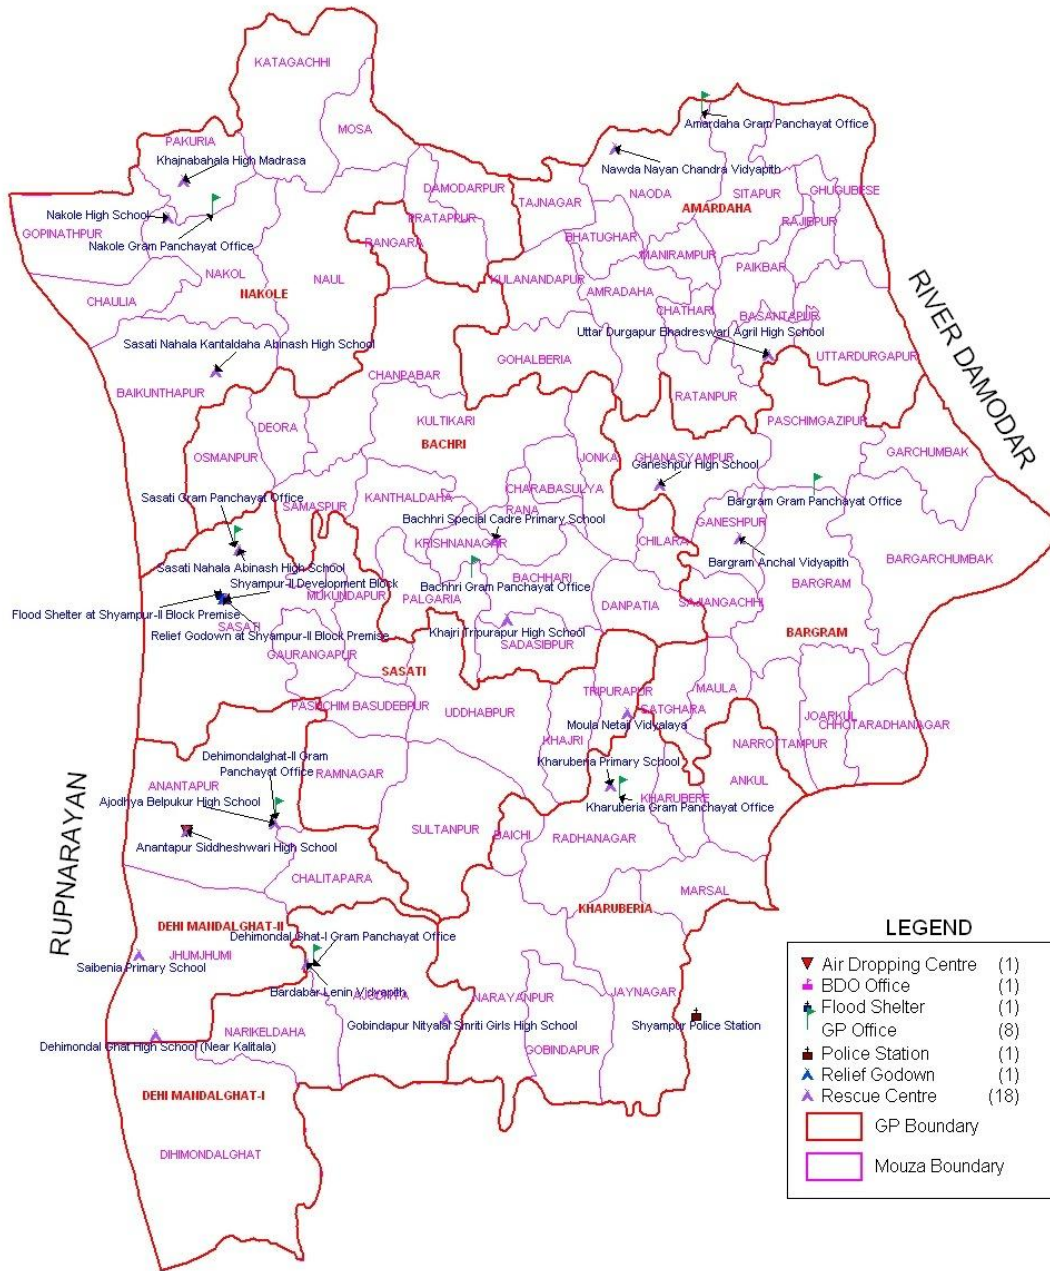 KATAGACHHI
MOSA
PAKURIA
Khajnabahala High Madrasa
Amardaha Gram Panchayat Office
Nawda Nayan Chandra Vidyapith
DAMODARPUR
TAJNAGAR
NAODA
SITAPUR
GHUGUBESE
AMARDAHA
RAJIBPUR
Nakole High School
PRATAPPUR
GOPINATHPUR
Nakole Gram Panchayat Office
RANGARA
BHATUGHAR
MANIRAMPUR
PAIKBAR
NAKOL
NAUL
KULANANDAPUR
AMRADAHA
NAKOLE
CHAULIA
CHATHARI
BASANTAPUR
RIVER DAMODAR
Uttar Durgapur Bhadreswari Agril High School
Sasati Nahala Kantaldaha Abinash High School
GOHALBERIA
UTTARDURGAPUR
CHANPABAR
BAIKUNTHAPUR
RATANPUR
KULTIKARI
PASCHIMGAZIPUR
DEORA
BACHRI
GARCHUMBAK
OSMANPUR
JONKA
GHANASYAMPUR
Ganeshpur High School
CHARABASULYA
Sasati Gram Panchayat Office
KANTHALDAHA
Bargram Gram Panchayat Office
SAMASPUR
RANA
Bachhri Special Cadre Primary School
GANESHPUR
KRISHNANAGAR
CHILARA
Bargram Anchal Vidyapith
BARGARCHUMBAK
Sasati Nahala Abinash High School
BACHHARI
Shyampur-II Development Block
Bachhri Gram Panchayat Office
BARGRAM
MUKUNDAPUR
PALGARIA
SAJIANGACHHI
DANPATIA
Flood Shelter at Shyampur-II Block Premise
SASATI
Khajri Tripurapur High School
BARGRAM
Relief Godown at Shyampur-II Block Premise
SADASIBPUR
GAURANGAPUR
SASATI
TRIPURAPUR
MAULA
PASHCHIM BASUDEBPUR
UDDHABPUR
SATGHARA
JOARKUL
Moula Netaji Vidyalaya
CHHOTARADHANAGAR
KHAJRI
NARROTTAMPUR
Dehimondalghat-II Gram
Panchayat Office
Kharuberia Primary School
RAMNAGAR
ANKUL
ANANTAPUR
Ajodhya Belpukur High School
KHARUBERE
Kharuberia Gram Panchayat Office
SULTANPUR
BAICHI
RADHANAGAR
Anantapur Siddheshwari High School
RUPNARAYAN
CHALITAPARA
MARSAL
KHARUBERIA
DEHI MANDALGHAT-II
Dehimondal Ghat-I Gram Panchayat Office
JHUMJHUMI
Saibenia Primary School
Bardabar Lenin Vidyapith
NARAYANPUR
JAYNAGAR
NARIKELDAHA
Gobindapur Nityalal Smriti Girls High School
Shyampur Police Station
Dehimondal Ghat High School (Near Kalitala)
GOBINDAPUR
DEHI MANDALGHAT-I
DIHIMONDALGHAT
LEGEND
Air Dropping Centre (1)
BDO Office (1)
Flood Shelter (1)
GP Office (8)
Police Station (1)
Relief Godown (1)
Rescue Centre (18)
GP Boundary
Mouza Boundary